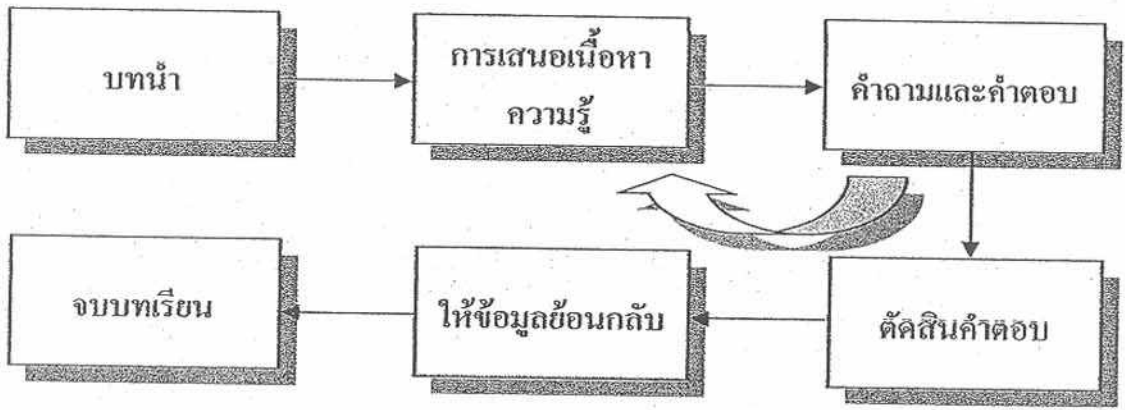 บทนำ
การเสนอเนื้อหา
ความรู้
คำถามและคำตอบ
จบบทเรียน
ให้ข้อมูลย้อนกลับ
ตัดสินคำตอบ